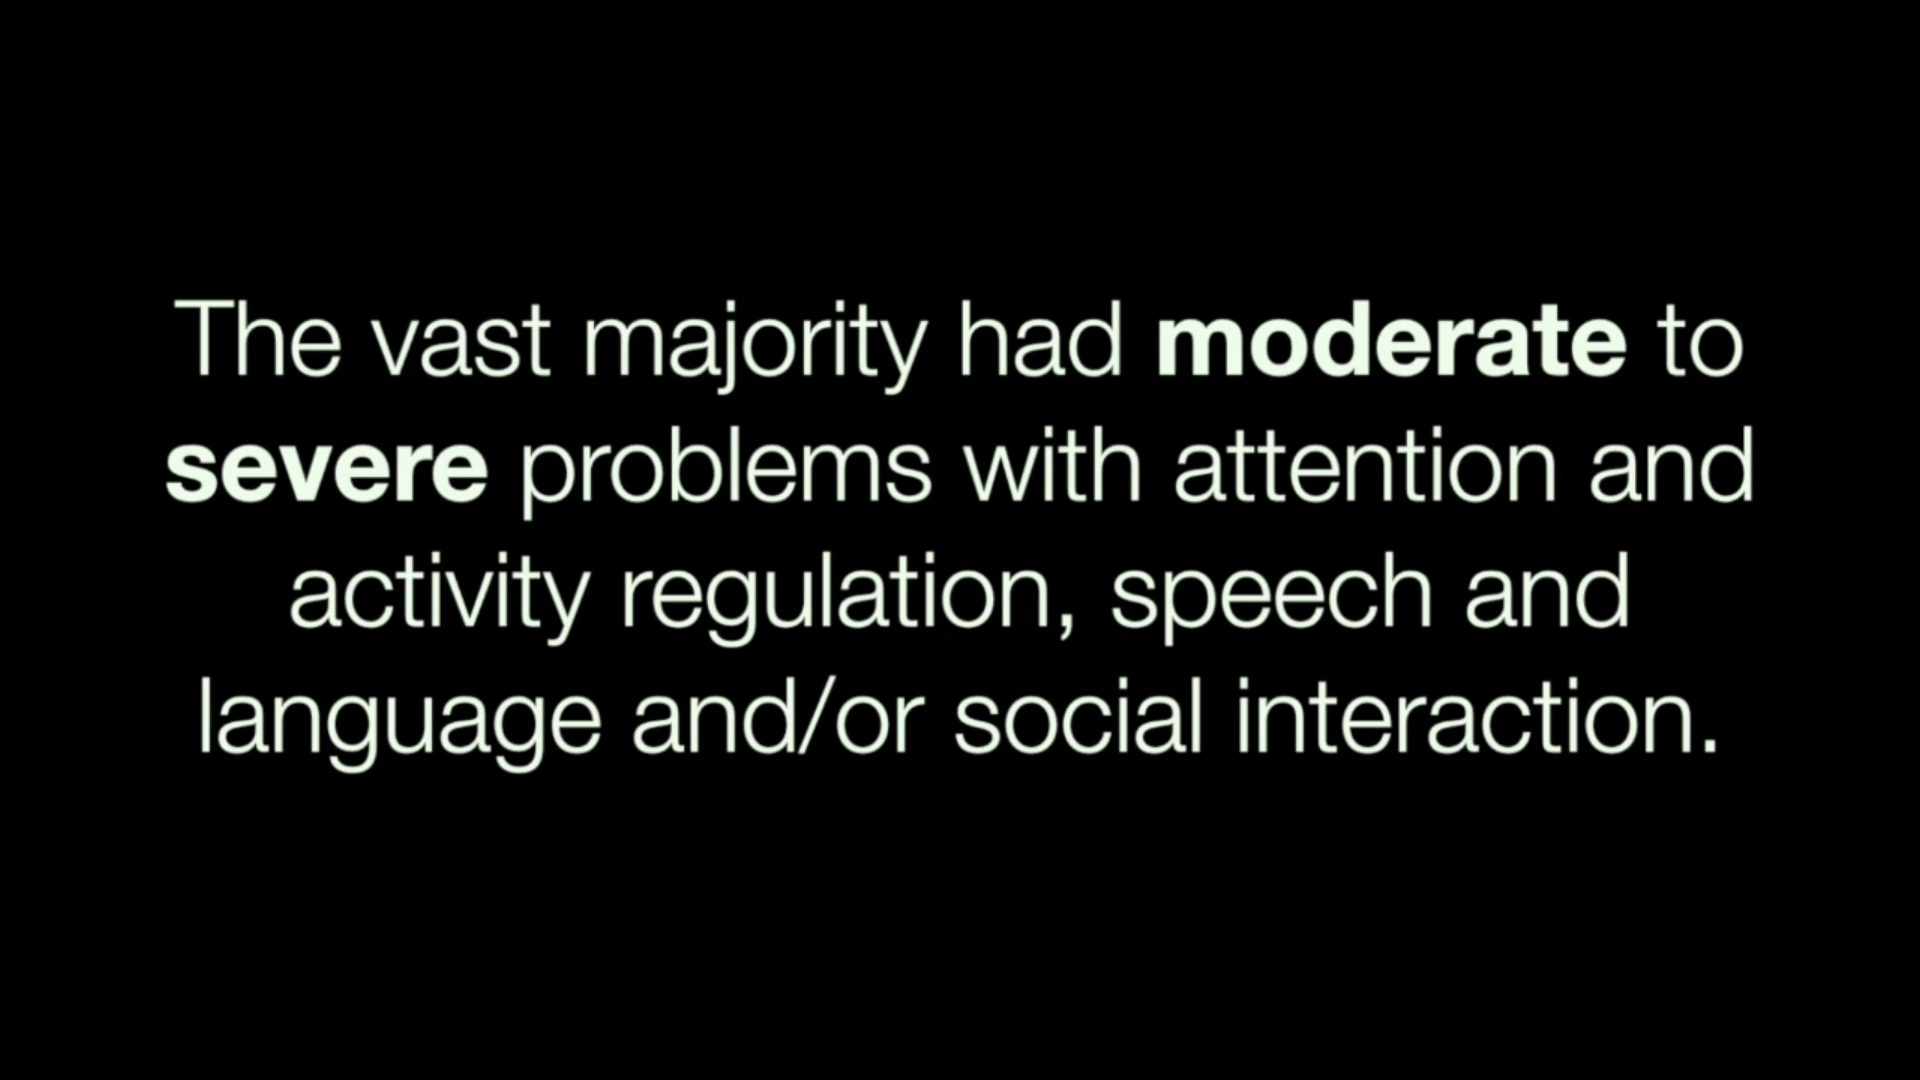 The vast majority had moderate to
severe problems with attention and
activity regulation, speech and
language and/or social interaction.